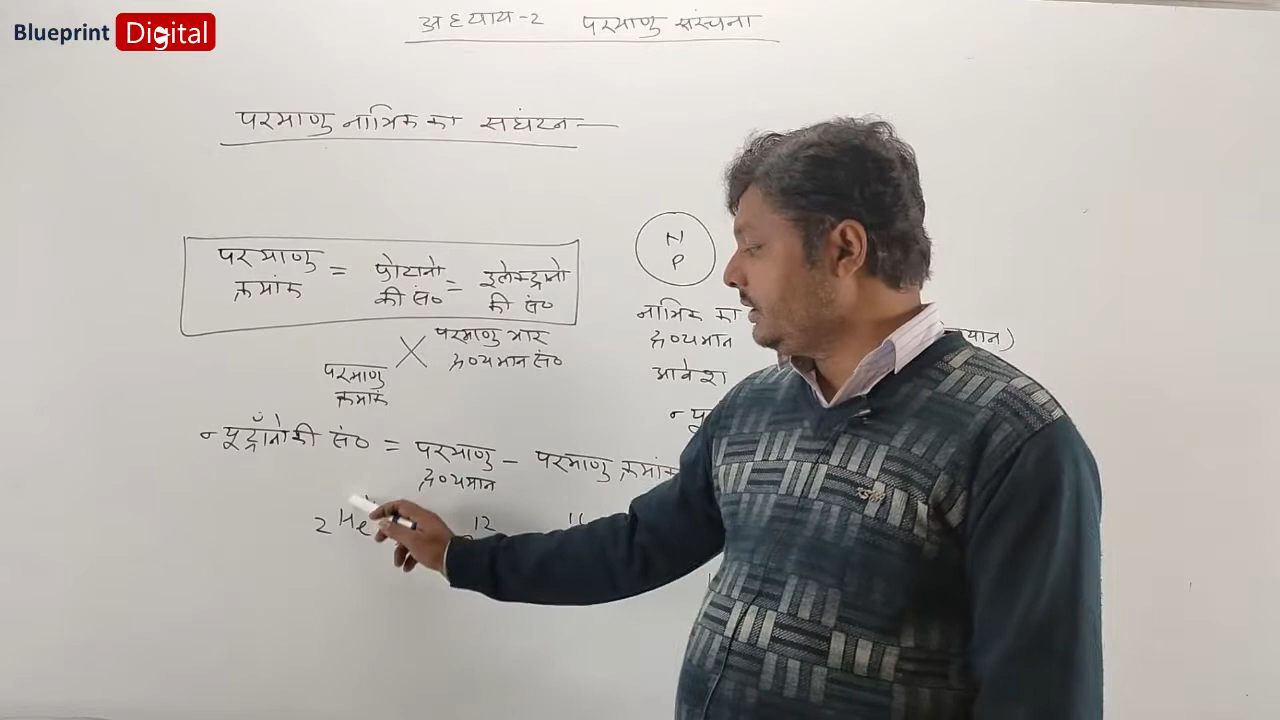 Blueprint Digital
अध्याय-2 परमाणु संरचना
परमाणु नाभिक का संघटन—
परमाणु क्रमांक = प्रोटानो की सं० = इलेक्ट्रानो की सं०
N
P
नाभिक का
द्रव्यमान
यमान)
आवेश
परमाणु क्रमांक
X
परमाणु भार
द्रव्यमान सं०
न्यूट्राँनो की सं० = परमाणु द्रव्यमान - परमाणु क्रमांक
न्यू
2 He
12